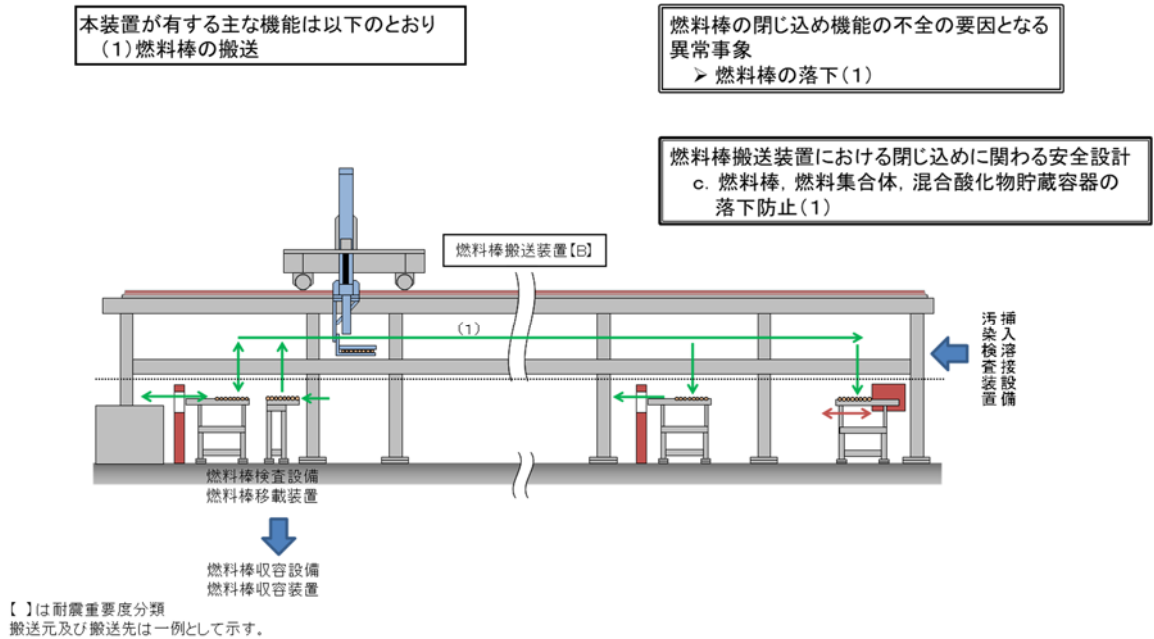 本装置が有する主な機能は以下のとおり
（1）燃料棒の搬送
燃料棒の閉じ込め機能の不全の要因となる
異常事象
➢ 燃料棒の落下（1）
燃料棒搬送装置における閉じ込めに関わる安全設計
c. 燃料棒，燃料集合体，混合酸化物貯蔵容器の
落下防止（1）
燃料棒搬送装置【B】
（1）
挿入溶接設備
汚染検査装置
燃料棒検査設備
燃料棒移載装置
燃料棒収容設備
燃料棒収容装置
【 】は耐震重要度分類
搬送元及び搬送先は一例として示す。